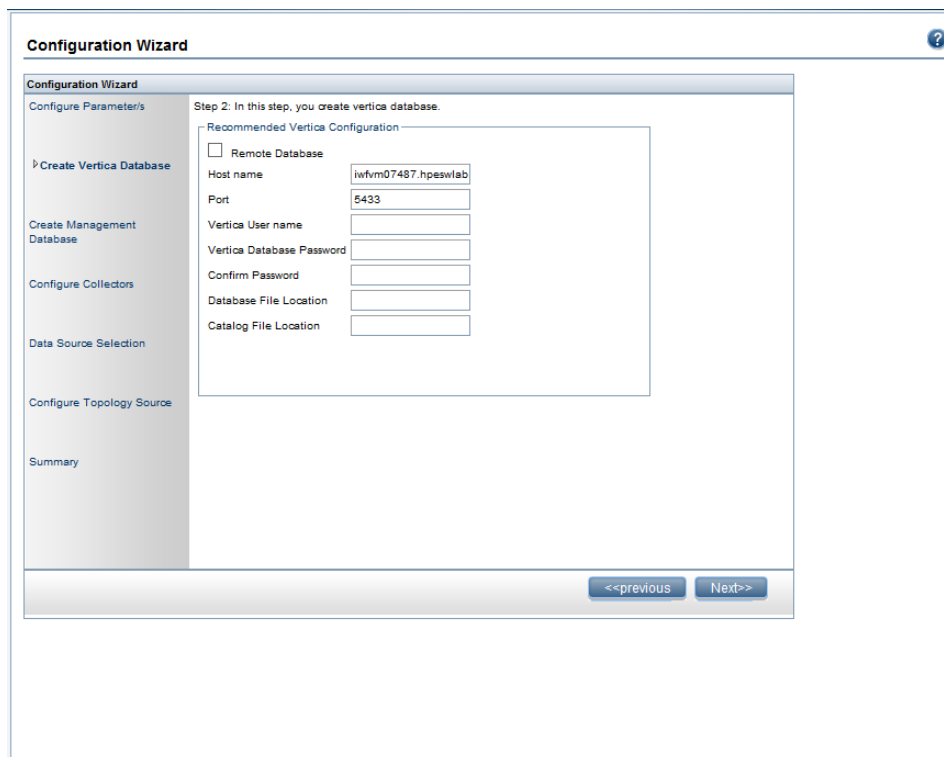 Configuration Wizard
?
Configuration Wizard
Configure Parameter/s
Create Vertica Database
Create Management
Database
Configure Collectors
Data Source Selection
Configure Topology Source
Summary
Step 2: In this step, you create vertica database.
Recommended Vertica Configuration
Remote Database
Host name iwfvm07487.hpeswlab
Port 5433
Vertica User name
Vertica Database Password
Confirm Password
Database File Location
Catalog File Location
<<previous Next>>